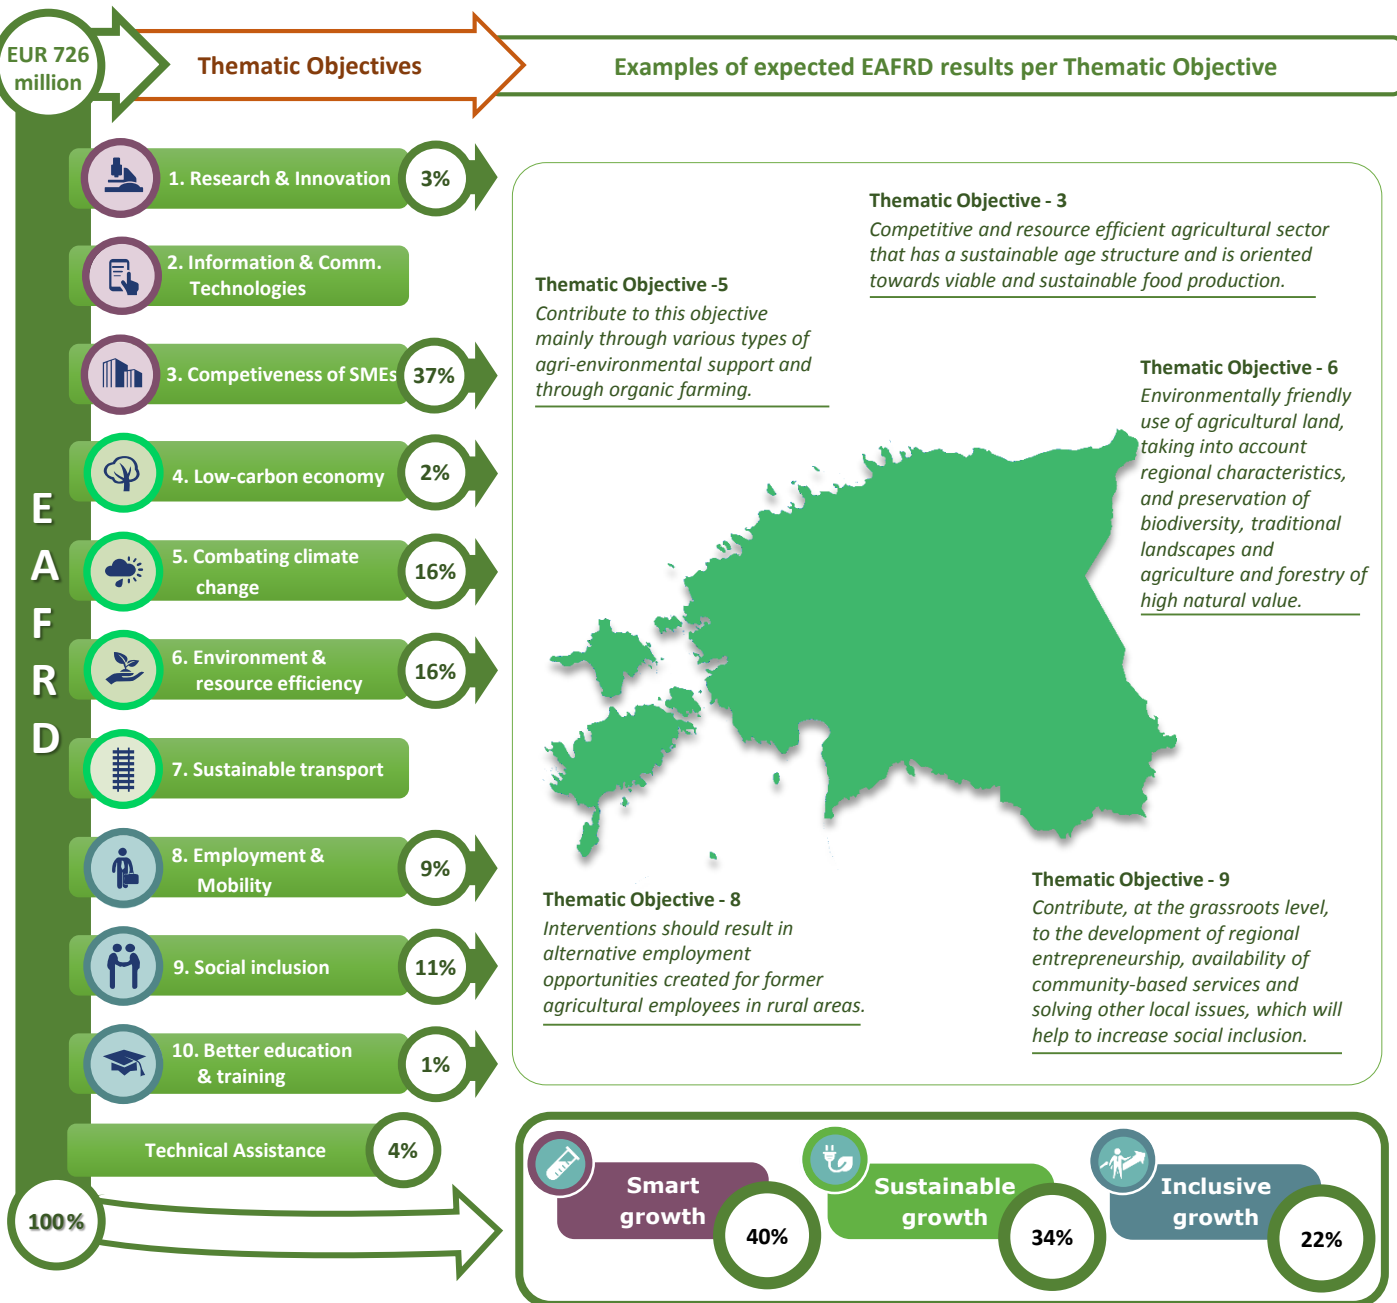 EUR 726
million
Thematic Objectives
Examples of expected EAFRD results per Thematic Objective
E
A
F
R
D
1. Research & Innovation
3%
2. Information & Comm.
Technologies
3. Competiveness of SMEs
37%
4. Low-carbon economy
2%
5. Combating climate
change
16%
6. Environment &
resource efficiency
16%
7. Sustainable transport
8. Employment &
Mobility
9%
9. Social inclusion
11%
10. Better education
& training
1%
Technical Assistance
4%
100%
Thematic Objective - 3
Competitive and resource efficient agricultural sector
that has a sustainable age structure and is oriented
towards viable and sustainable food production.
Thematic Objective -5
Contribute to this objective
mainly through various types of
agri-environmental support and
through organic farming.
Thematic Objective - 6
Environmentally friendly
use of agricultural land,
taking into account
regional characteristics,
and preservation of
biodiversity, traditional
landscapes and
agriculture and forestry of
high natural value.
Thematic Objective - 8
Interventions should result in
alternative employment
opportunities created for former
agricultural employees in rural areas.
Thematic Objective - 9
Contribute, at the grassroots level,
to the development of regional
entrepreneurship, availability of
community-based services and
solving other local issues, which will
help to increase social inclusion.
Smart
growth
40%
Sustainable
growth
34%
Inclusive
growth
22%